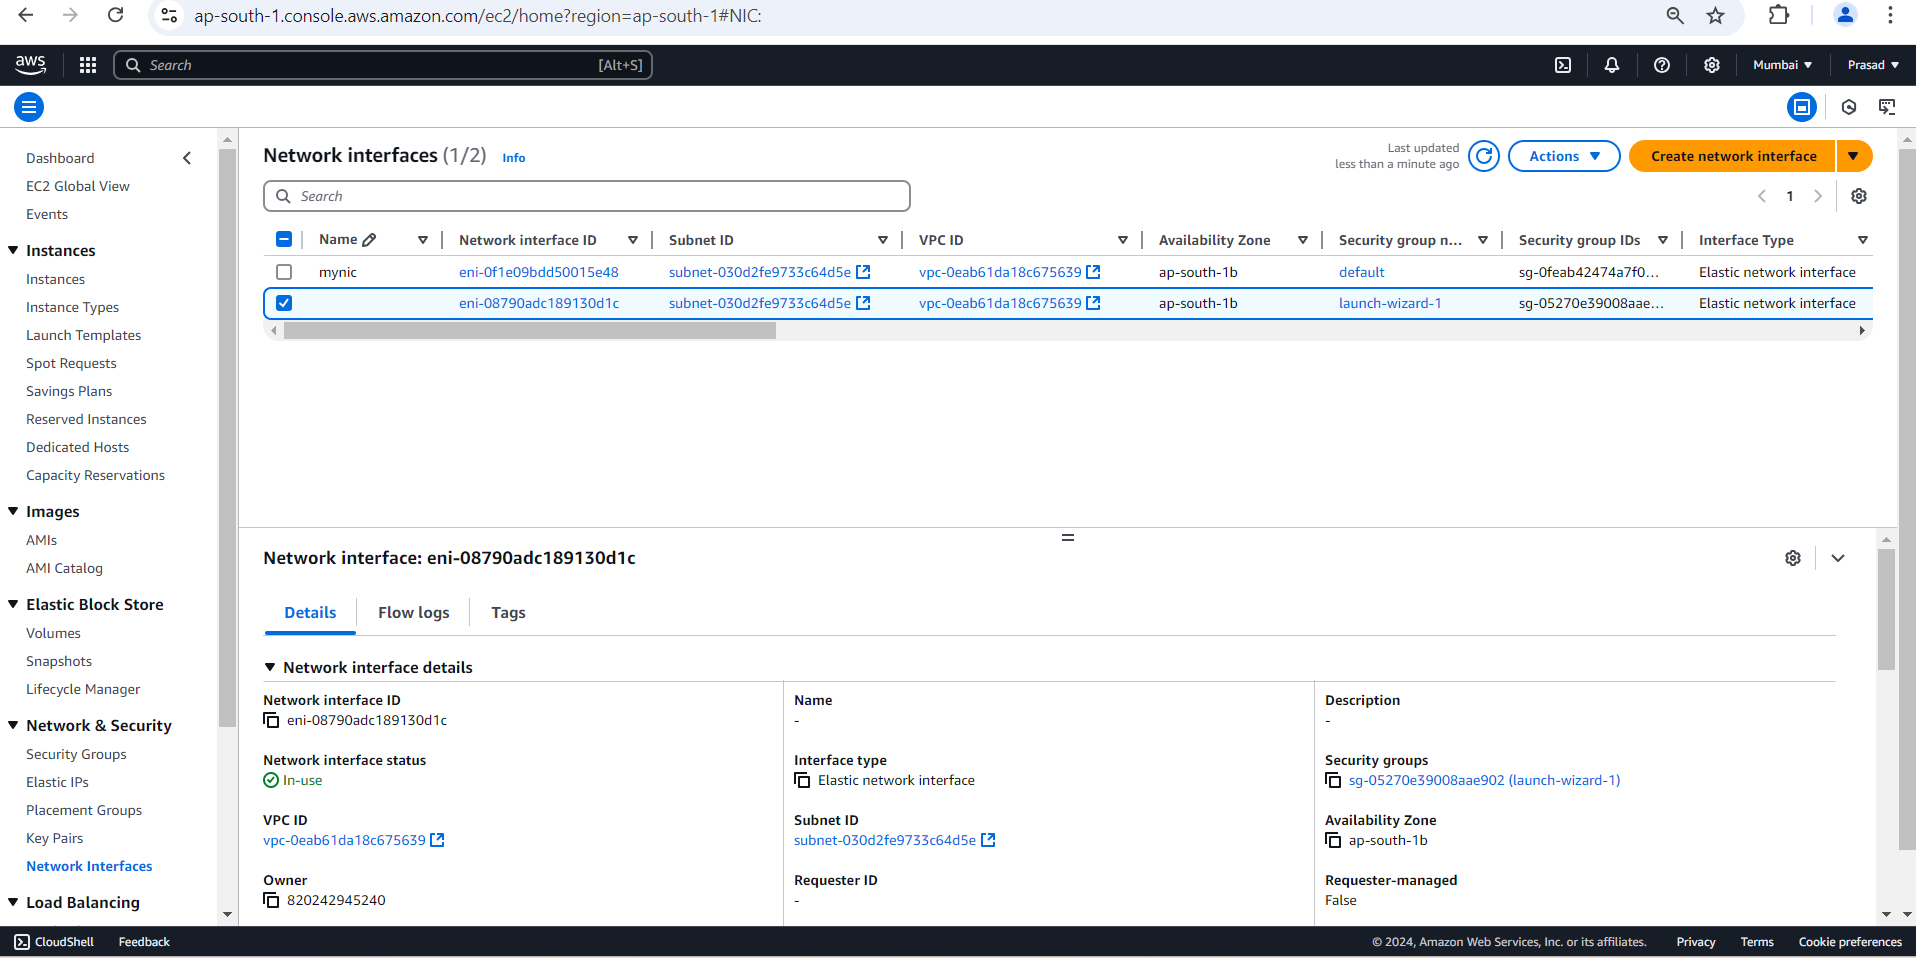 ap-south-1.console.aws.amazon.com/ec2/home?region=ap-south-1#NIC:
aws
Search
[Alt+S]
Mumbai
Prasad
Dashboard
EC2 Global View
Events
Instances
Instances
Instance Types
Launch Templates
Spot Requests
Savings Plans
Reserved Instances
Dedicated Hosts
Capacity Reservations
Images
AMIs
AMI Catalog
Elastic Block Store
Volumes
Snapshots
Lifecycle Manager
Network & Security
Security Groups
Elastic IPs
Placement Groups
Key Pairs
Network Interfaces
Load Balancing
Network interfaces (1/2) Info
Last updated
less than a minute ago
Actions
Create network interface
Search
1
Name Network interface ID Subnet ID VPC ID Availability Zone Security group n... Security group IDs Interface Type
mynic eni-0f1e09bdd50015e48 subnet-030d2fe9733c64d5e vpc-0eab61da18c675639 ap-south-1b default sg-0feab42474a7f0... Elastic network interface
eni-08790adc189130d1c subnet-030d2fe9733c64d5e vpc-0eab61da18c675639 ap-south-1b launch-wizard-1 sg-05270e39008aae... Elastic network interface
Network interface: eni-08790adc189130d1c
Details Flow logs Tags
Network interface details
Network interface ID
eni-08790adc189130d1c
Name
-
Description
-
Network interface status
In-use
Interface type
Elastic network interface
Security groups
sg-05270e39008aae902 (launch-wizard-1)
VPC ID
vpc-0eab61da18c675639
Subnet ID
subnet-030d2fe9733c64d5e
Availability Zone
ap-south-1b
Owner
820242945240
Requester ID
-
Requester-managed
False
CloudShell Feedback © 2024, Amazon Web Services, Inc. or its affiliates. Privacy Terms Cookie preferences